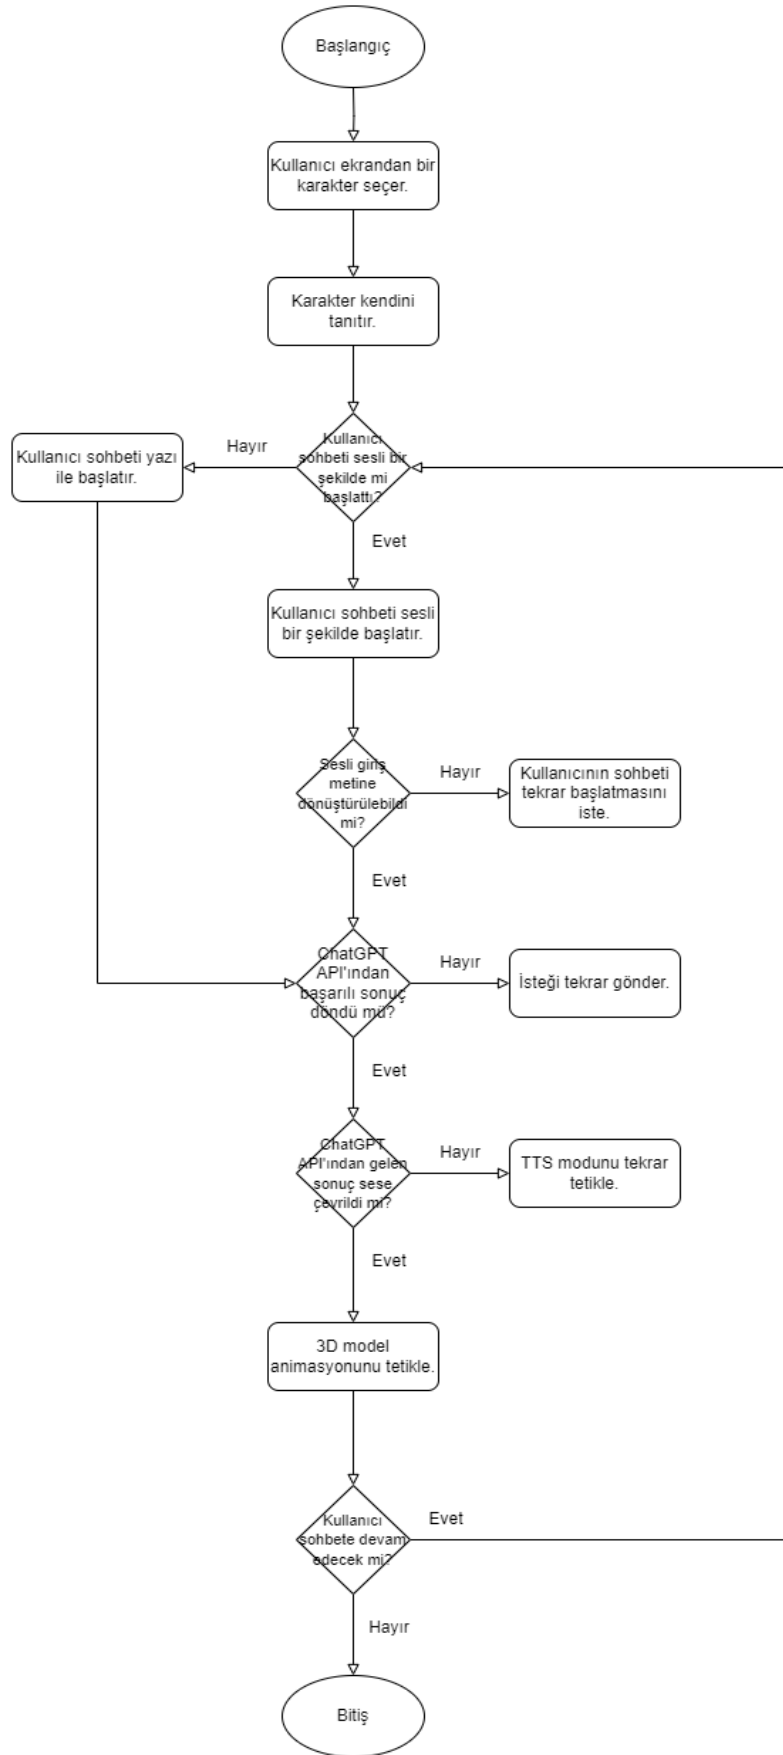 Başlangıç
Kullanıcı ekrandan bir
karakter seçer.
Karakter kendini
tanıtır.
Kullanıcı
sohbeti sesli bir
şekilde mi
başlattı?
Hayır
Kullanıcı sohbeti yazı
ile başlatır.
Evet
Kullanıcı sohbeti sesli
bir şekilde başlatır.
Sesli giriş
metine
dönüştürülebildi
mi?
Hayır
Kullanıcının sohbeti
tekrar başlatmasını
iste.
Evet
ChatGPT
API'ından
başarılı sonuç
döndü mü?
Hayır
İsteği tekrar gönder.
Evet
ChatGPT
API'ından gelen
sonuç sese
çevrildi mi?
Hayır
TTS modunu tekrar
tetikle.
Evet
3D model
animasyonunu tetikle.
Kullanıcı
sohbete devam
edecek mi?
Evet
Hayır
Bitiş